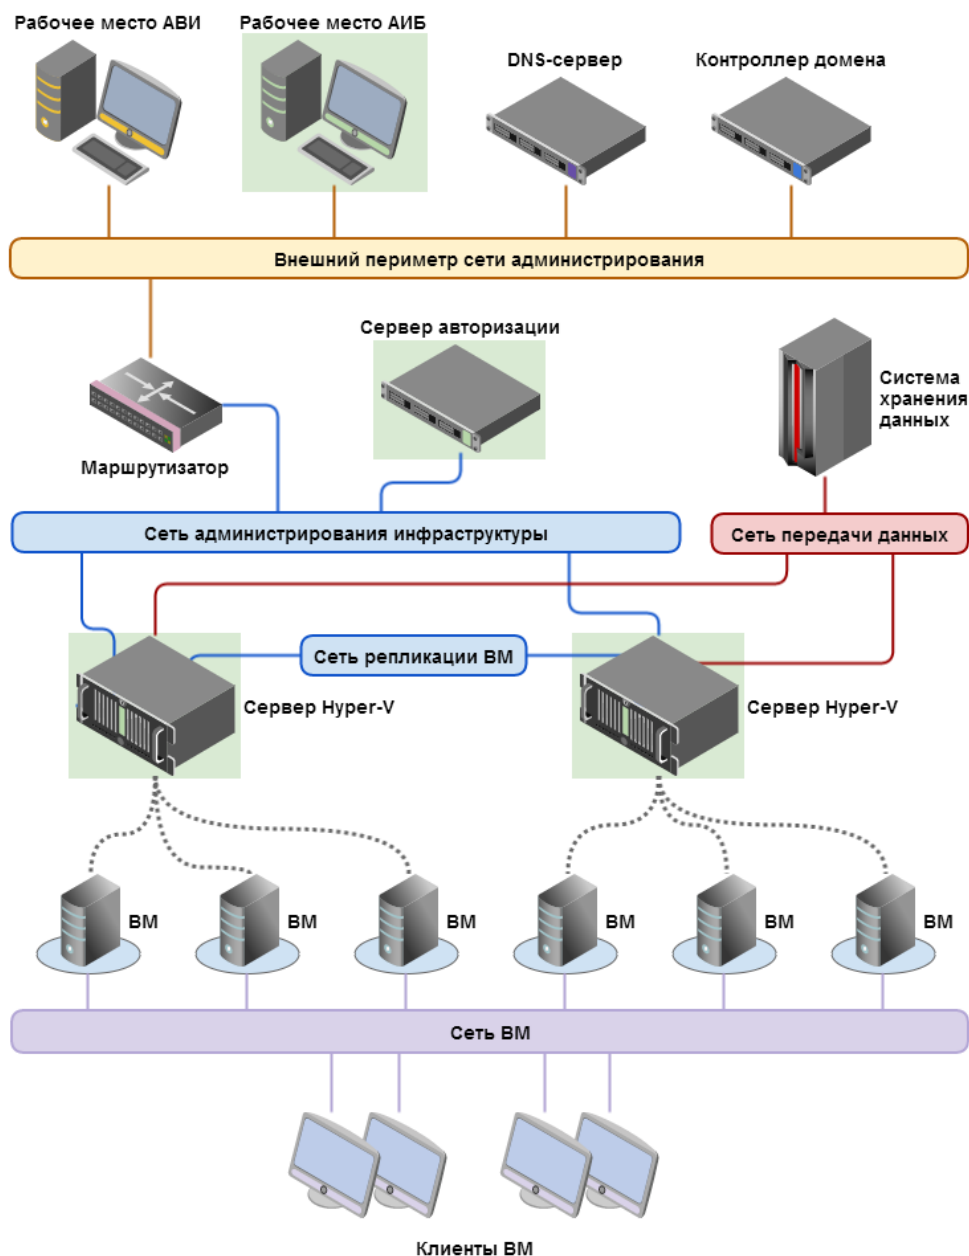 Рабочее место АВИ
Рабочее место АИБ
DNS-сервер
Контроллер домена
Внешний периметр сети администрирования
Сервер авторизации
Система
хранения
данных
Маршрутизатор
Сеть администрирования инфраструктуры
Сеть передачи данных
Сеть репликации ВМ
Сервер Hyper-V
Сервер Hyper-V
ВМ
ВМ
ВМ
ВМ
ВМ
ВМ
Сеть ВМ
Клиенты ВМ